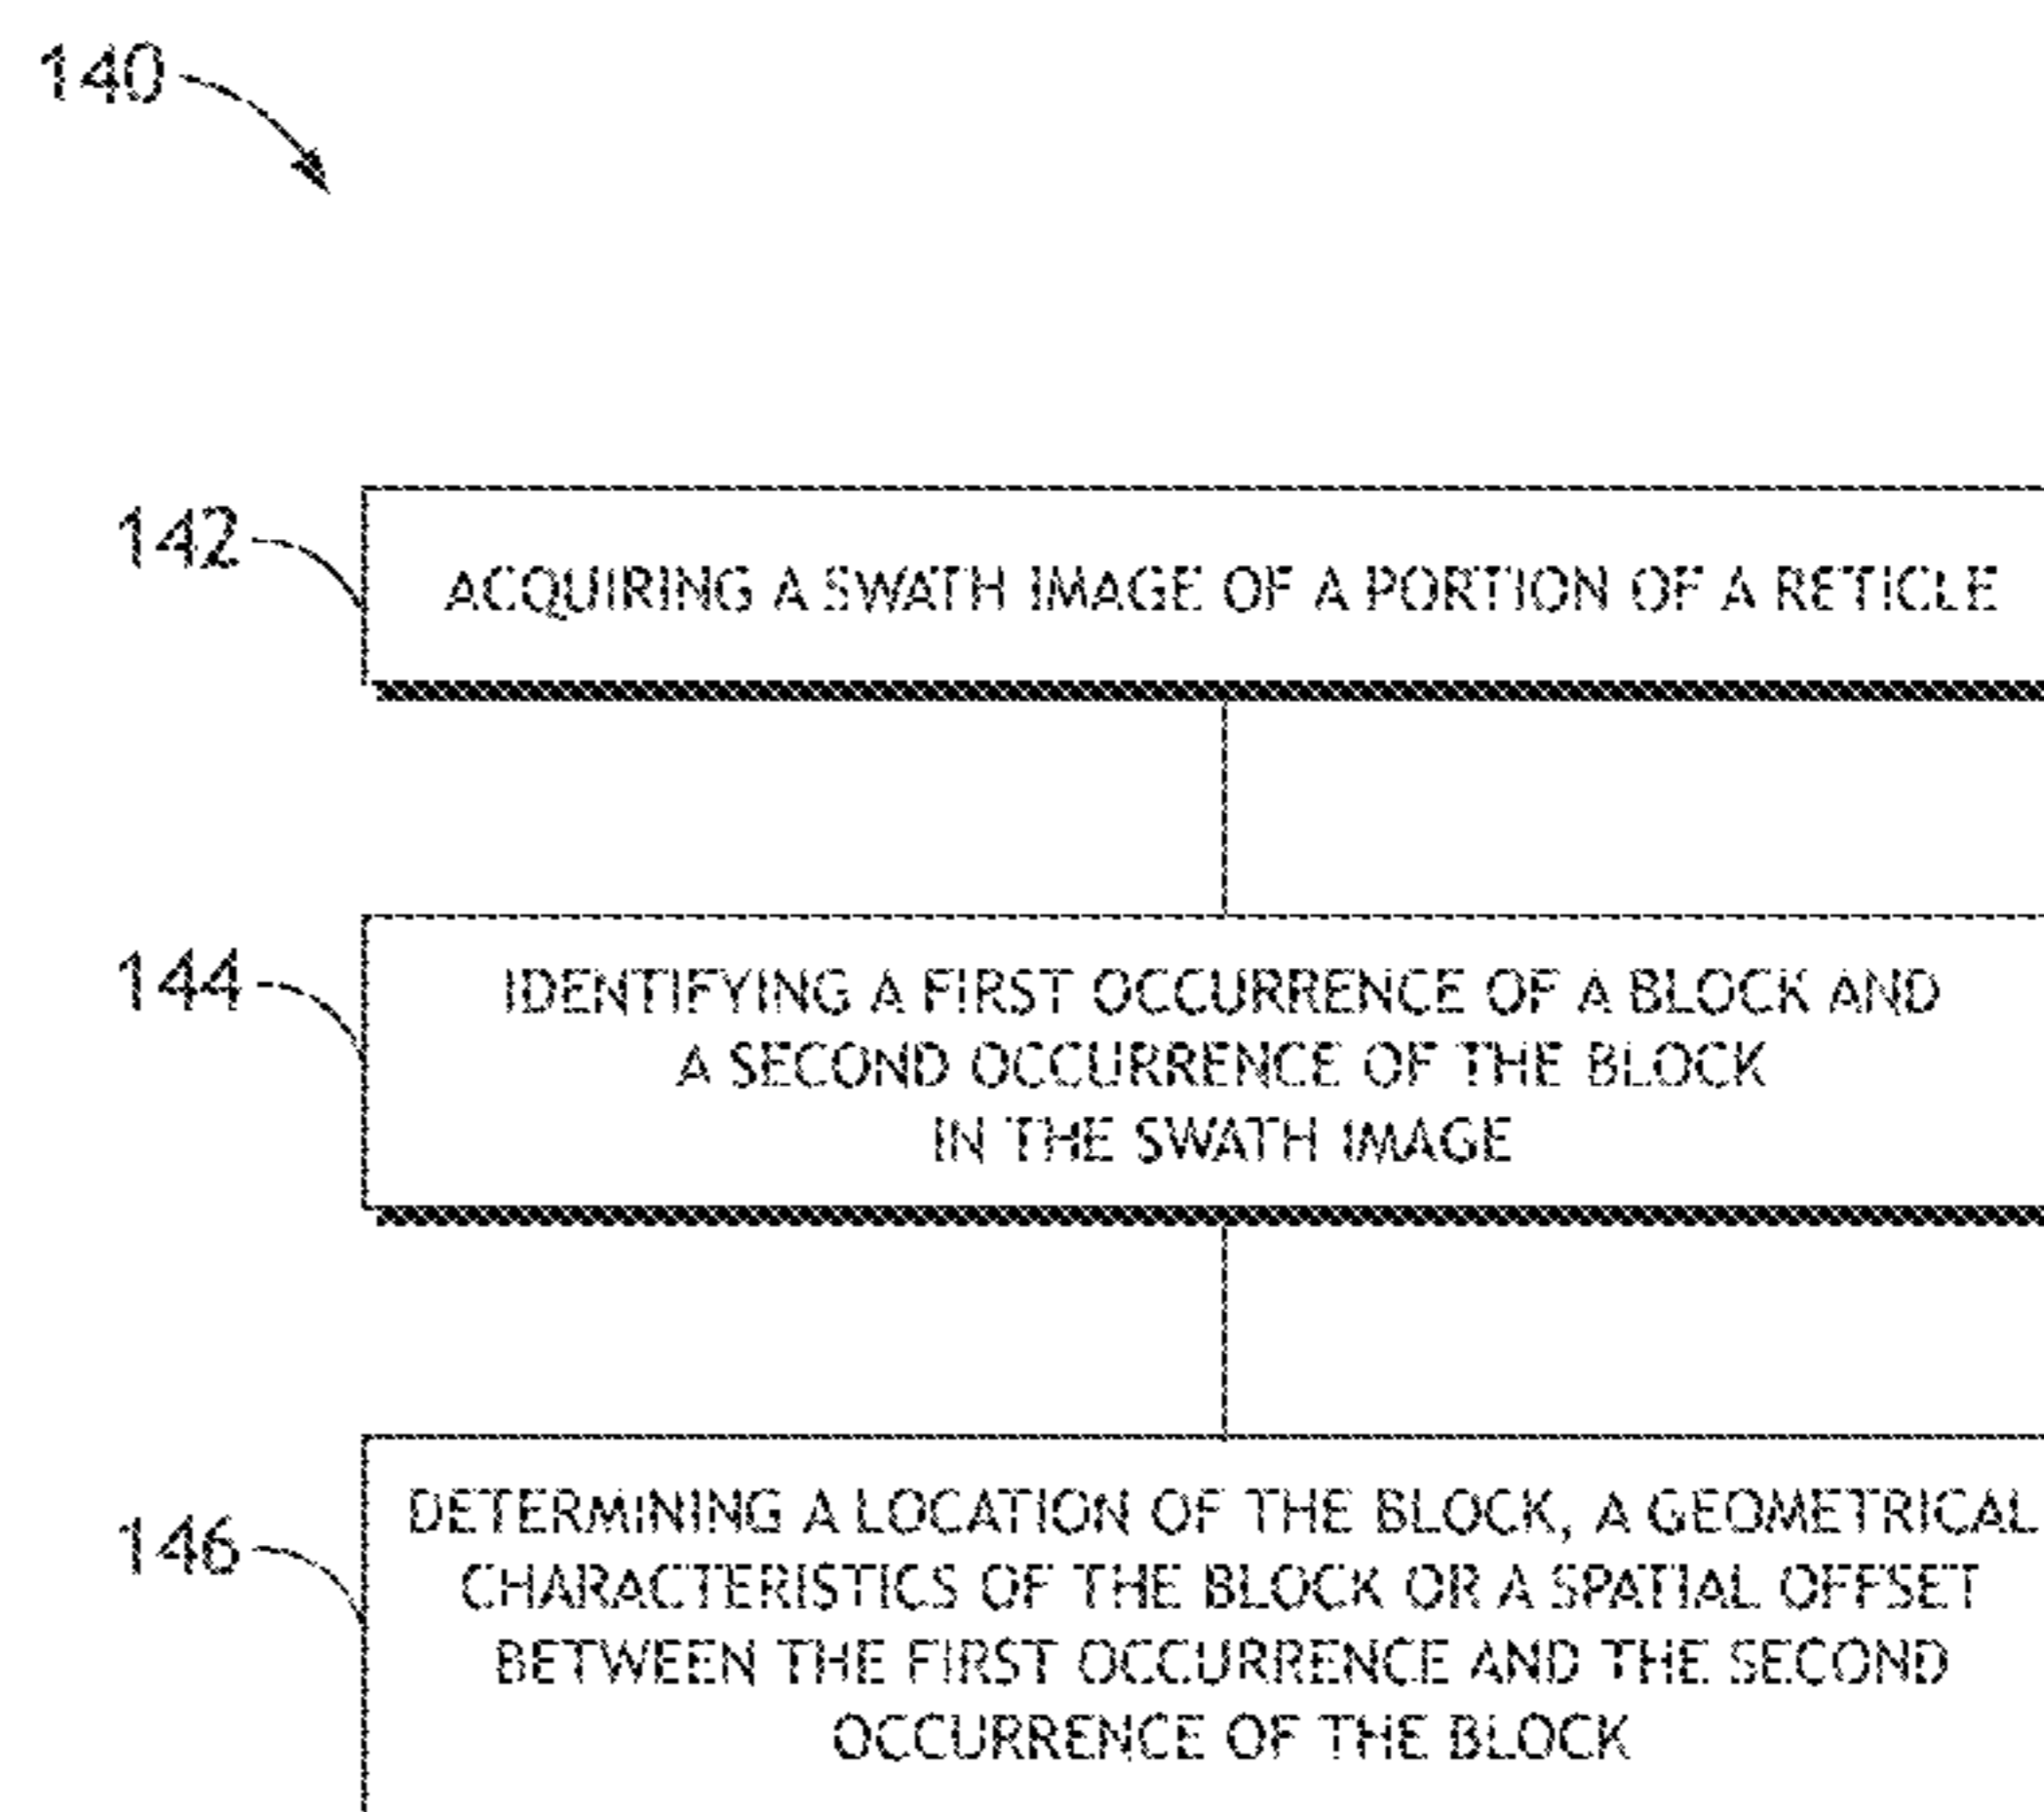 140
142
ACQUIRING A SWATH IMAGE OF A PORTION OF A RETICLE
144
IDENTIFYING A FIRST OCCURRENCE OF A BLOCK AND
A SECOND OCCURRENCE OF THE BLOCK
IN THE SWATH IMAGE
146
DETERMINING A LOCATION OF THE BLOCK, A GEOMETRICAL
CHARACTERISTICS OF THE BLOCK OR A SPATIAL OFFSET
BETWEEN THE FIRST OCCURRENCE AND THE SECOND
OCCURRENCE OF THE BLOCK